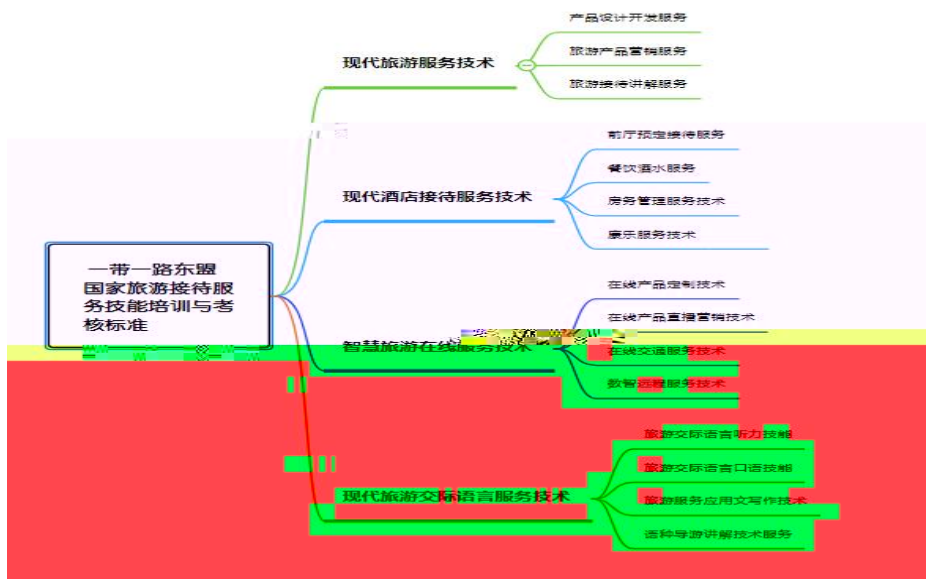 产品设计开发服务
现代旅游服务技术
旅游产品营销服务
旅游接待讲解服务
前厅预定接待服务
餐饮酒水服务
现代酒店接待服务技术
房务管理服务技术
康乐服务技术
一带一路东盟
国家旅游接待服
务技能培训与考
核标准
在线产品定制技术
在线产品直播营销技术
智慧旅游在线服务技术
在线交通服务技术
数智远程服务技术
旅游交际语言听力技能
旅游交际语言口语技能
现代旅游交际语言服务技术
旅游服务应用文写作技术
语种导游讲解技术服务